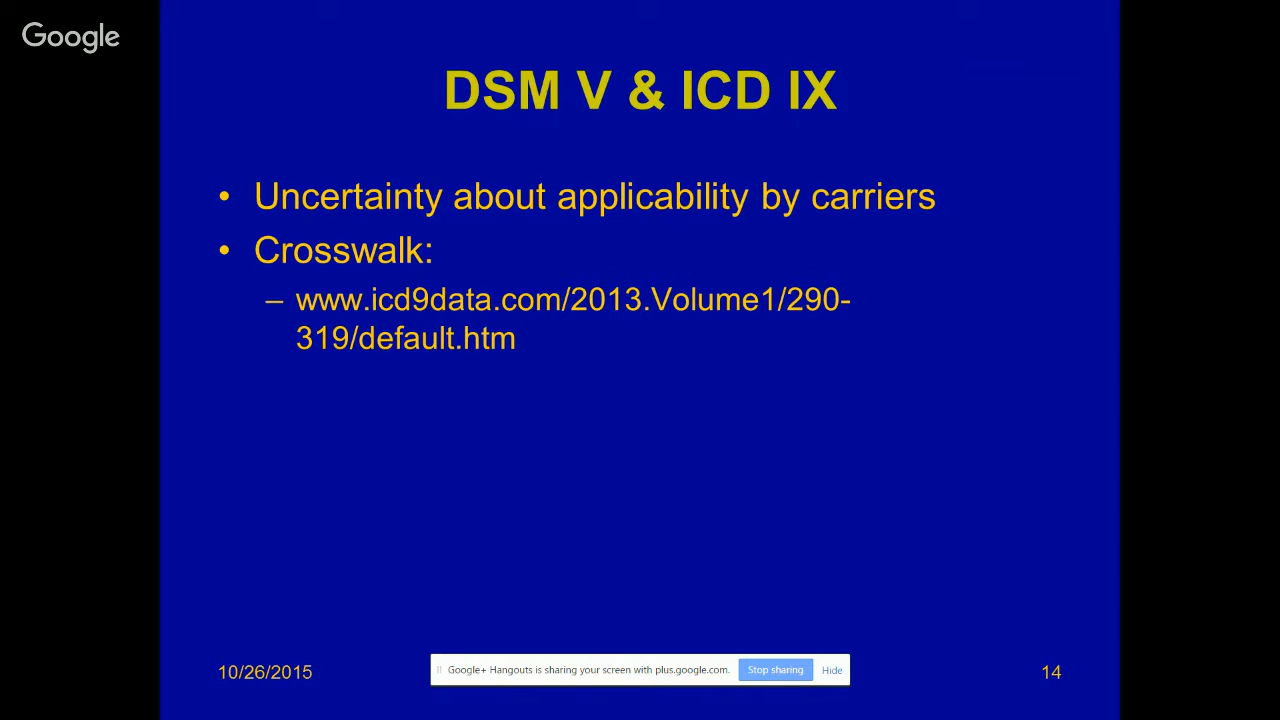 Google
DSM V & ICD IX
• Uncertainty about applicability by carriers
• Crosswalk:
– www.icd9data.com/2013.Volume1/290-
319/default.htm
10/26/2015
Google+ Hangouts is sharing your screen with plus.google.com.
Stop sharing
Hide
14